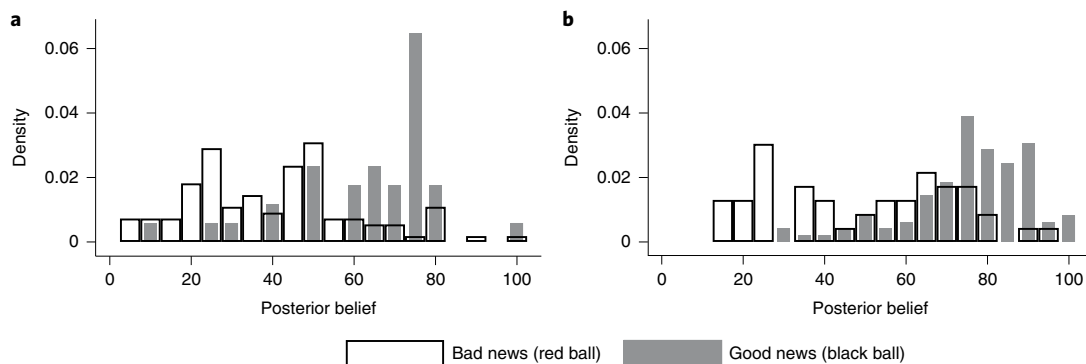 a
b
0.06
0.04
0.02
0
Density
0 20 40 60 80 100
Posterior belief
0.06
0.04
0.02
0
Density
0 20 40 60 80 100
Posterior belief
Bad news (red ball) Good news (black ball)